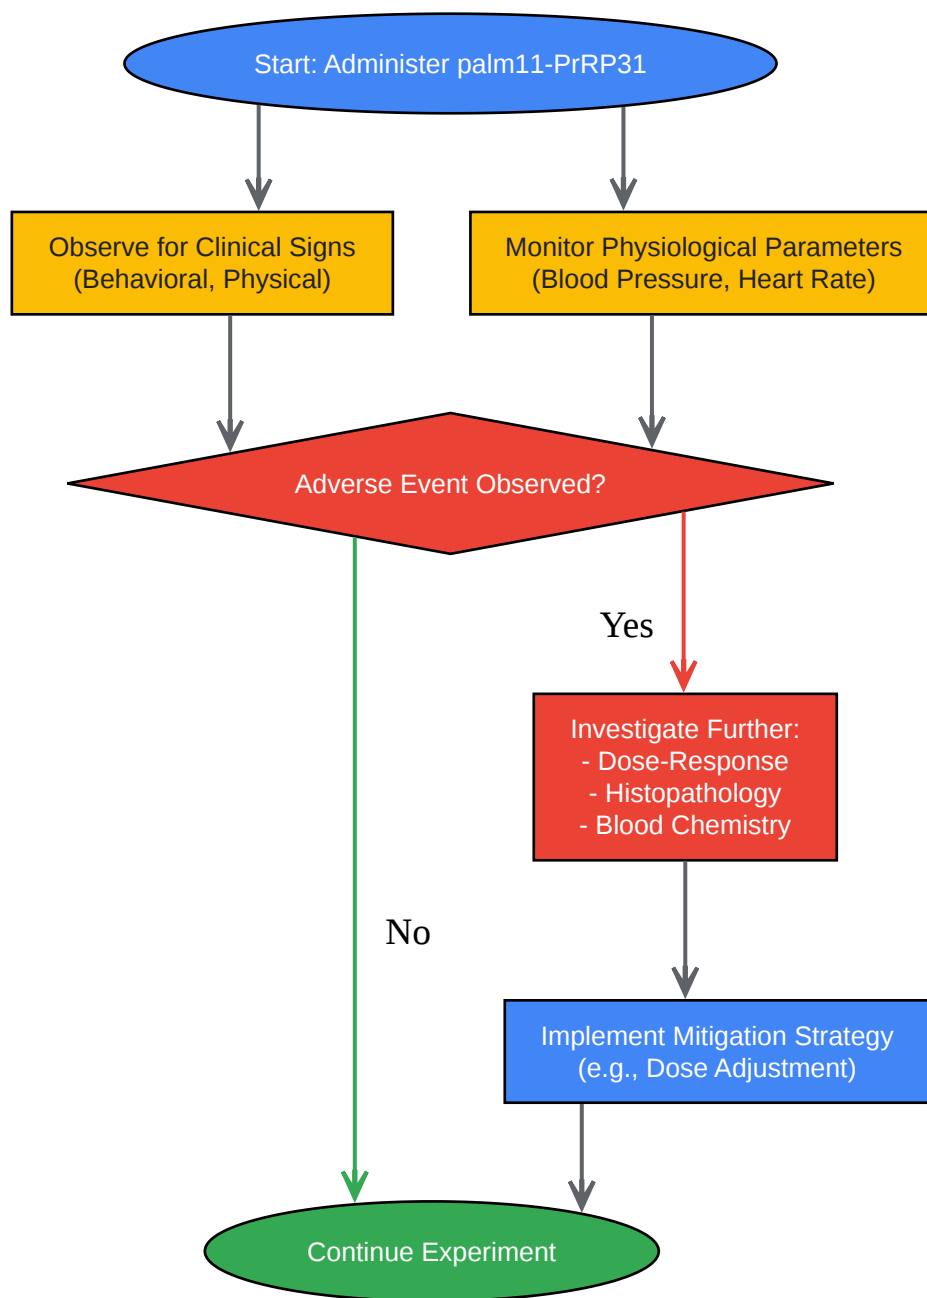 Start: Administer palm11-PrRP31
Observe for Clinical Signs
(Behavioral, Physical)
Monitor Physiological Parameters
(Blood Pressure, Heart Rate)
Adverse Event Observed?
Yes
Investigate Further:
- Dose-Response
- Histopathology
- Blood Chemistry
No
Implement Mitigation Strategy
(e.g., Dose Adjustment)
Continue Experiment